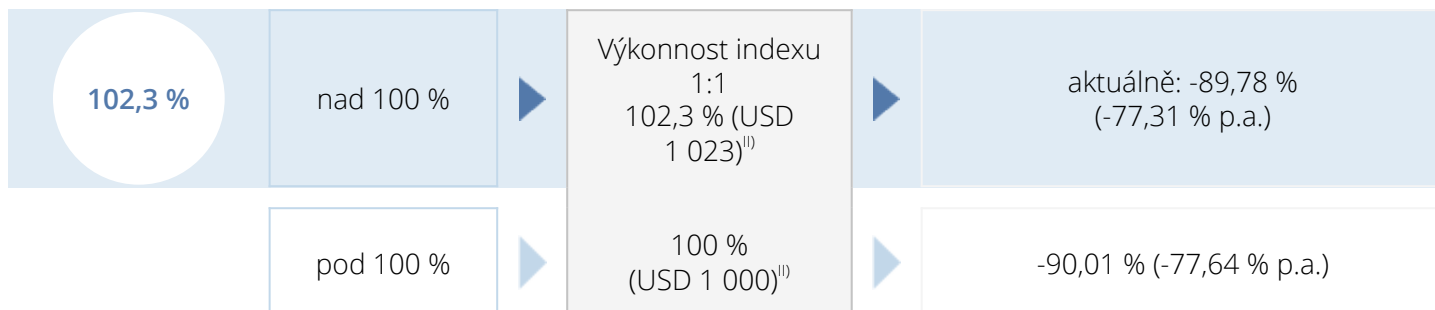 102,3 %
nad 100 %
Výkonnost indexu
1:1
102,3 % (USD
1 023)II)
aktuálně: -89,78 %
(-77,31 % p.a.)
pod 100 %
100 %
(USD 1 000)II)
-90,01 % (-77,64 % p.a.)